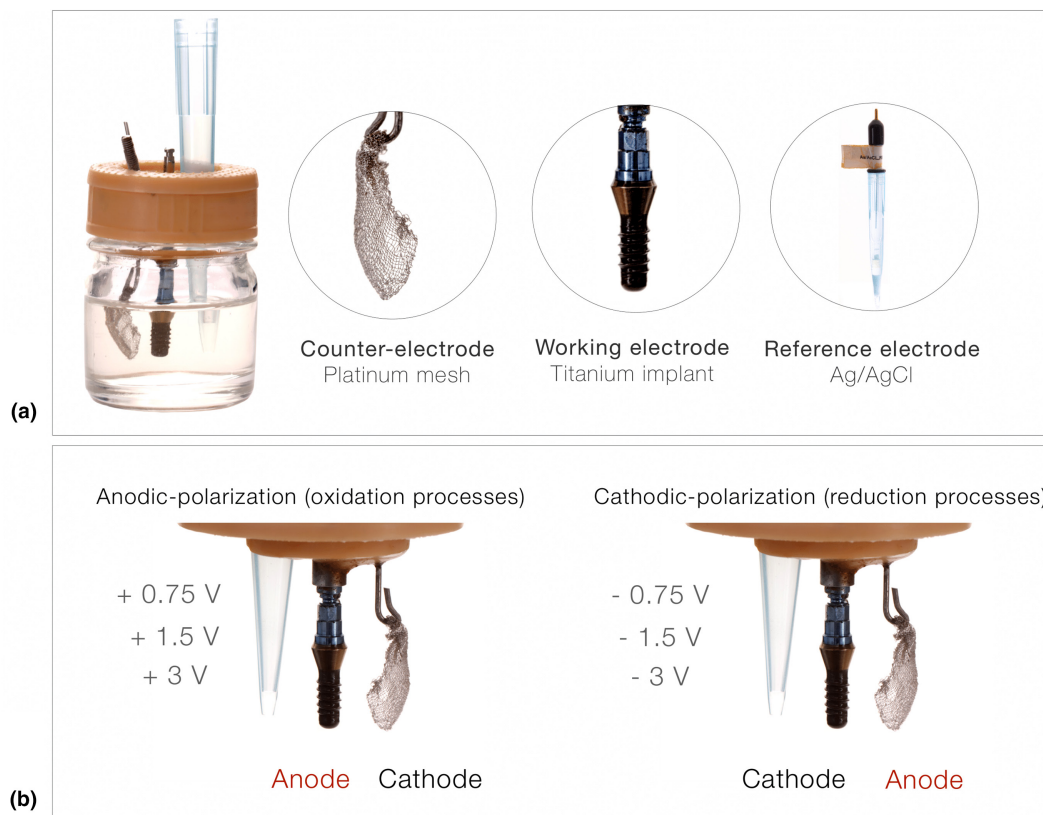 Counter-electrode
Platinum mesh
Working electrode
Titanium implant
Reference electrode
Ag/AgCl
(a)
Anodic-polarization (oxidation processes)
Cathodic-polarization (reduction processes)
+ 0.75 V
+ 1.5 V
+ 3 V
- 0.75 V
- 1.5 V
- 3 V
Anode Cathode
Cathode Anode
(b)